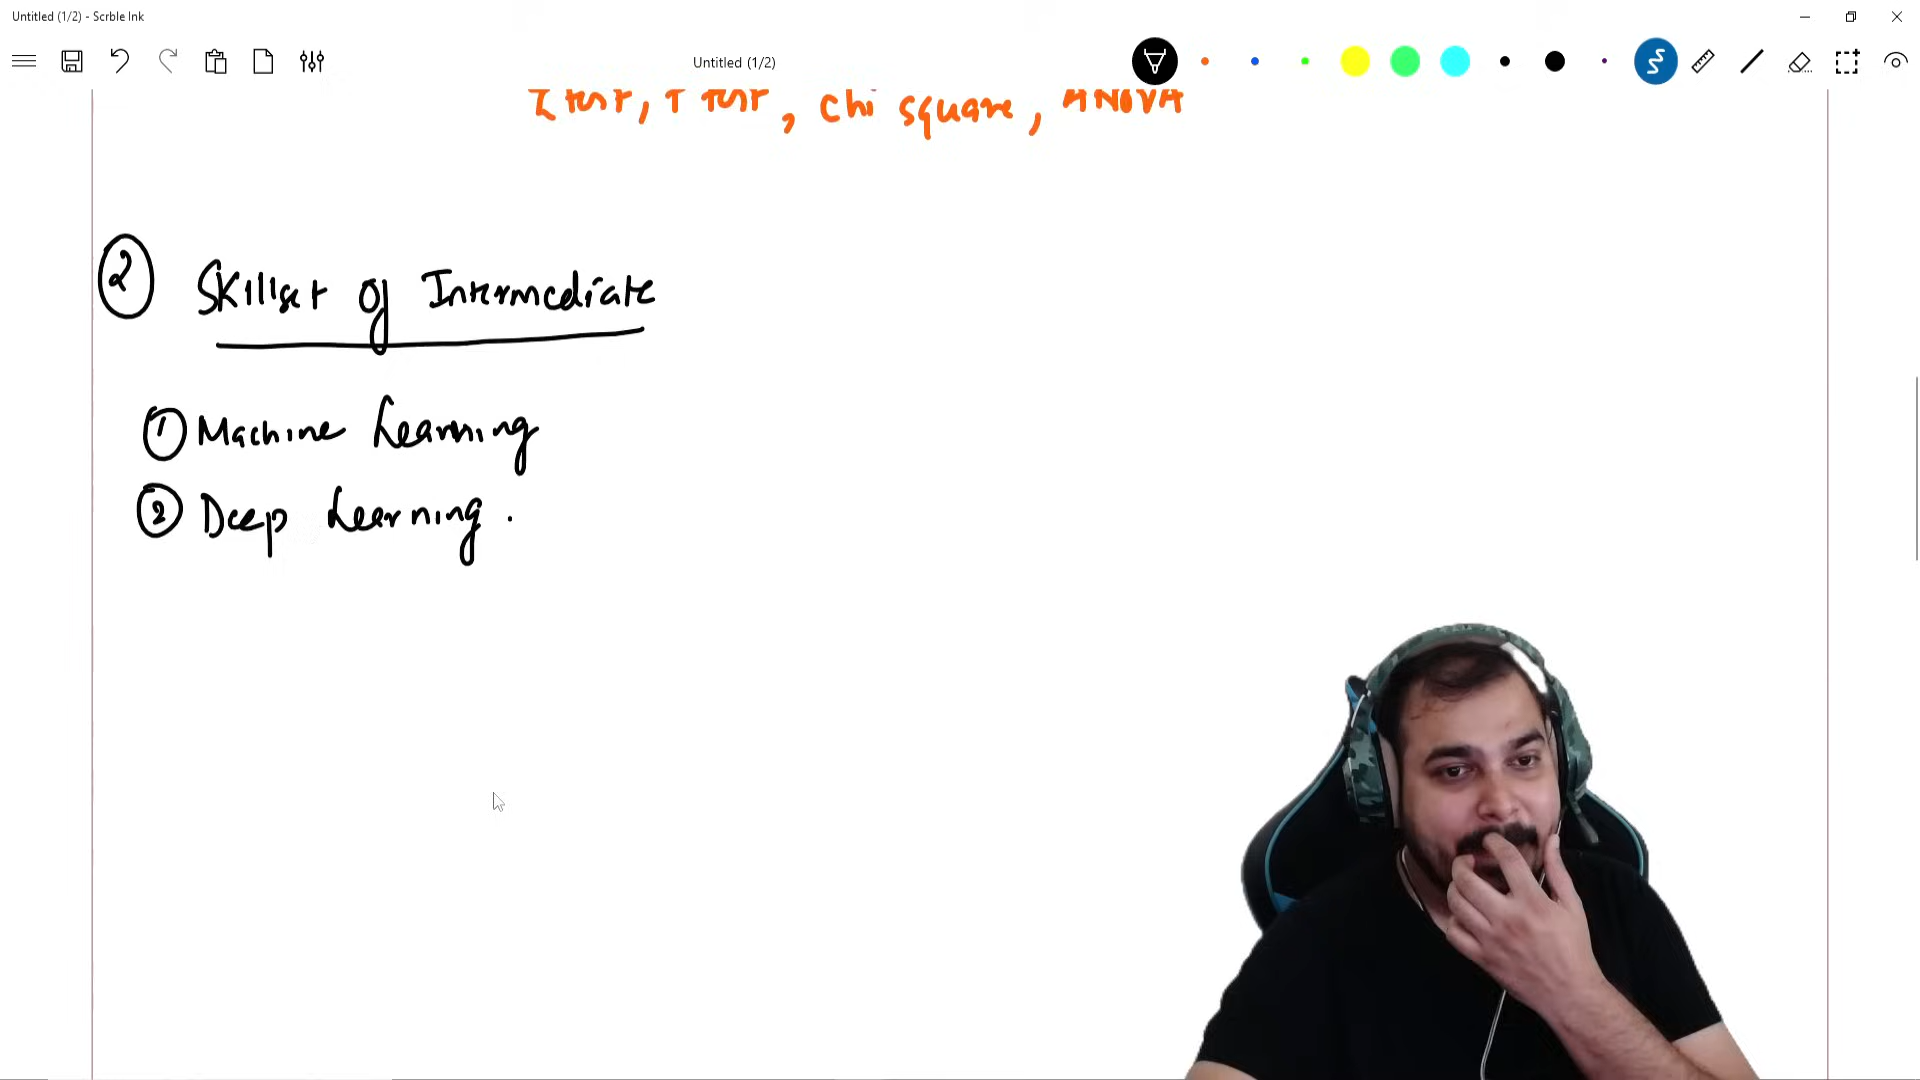 Untitled (1/2) - Scrble Ink
Untitled (1/2)
Z test, T test, chi square, ANOVA
② Skillset of Intermediate
① Machine Learning
② Deep Learning.